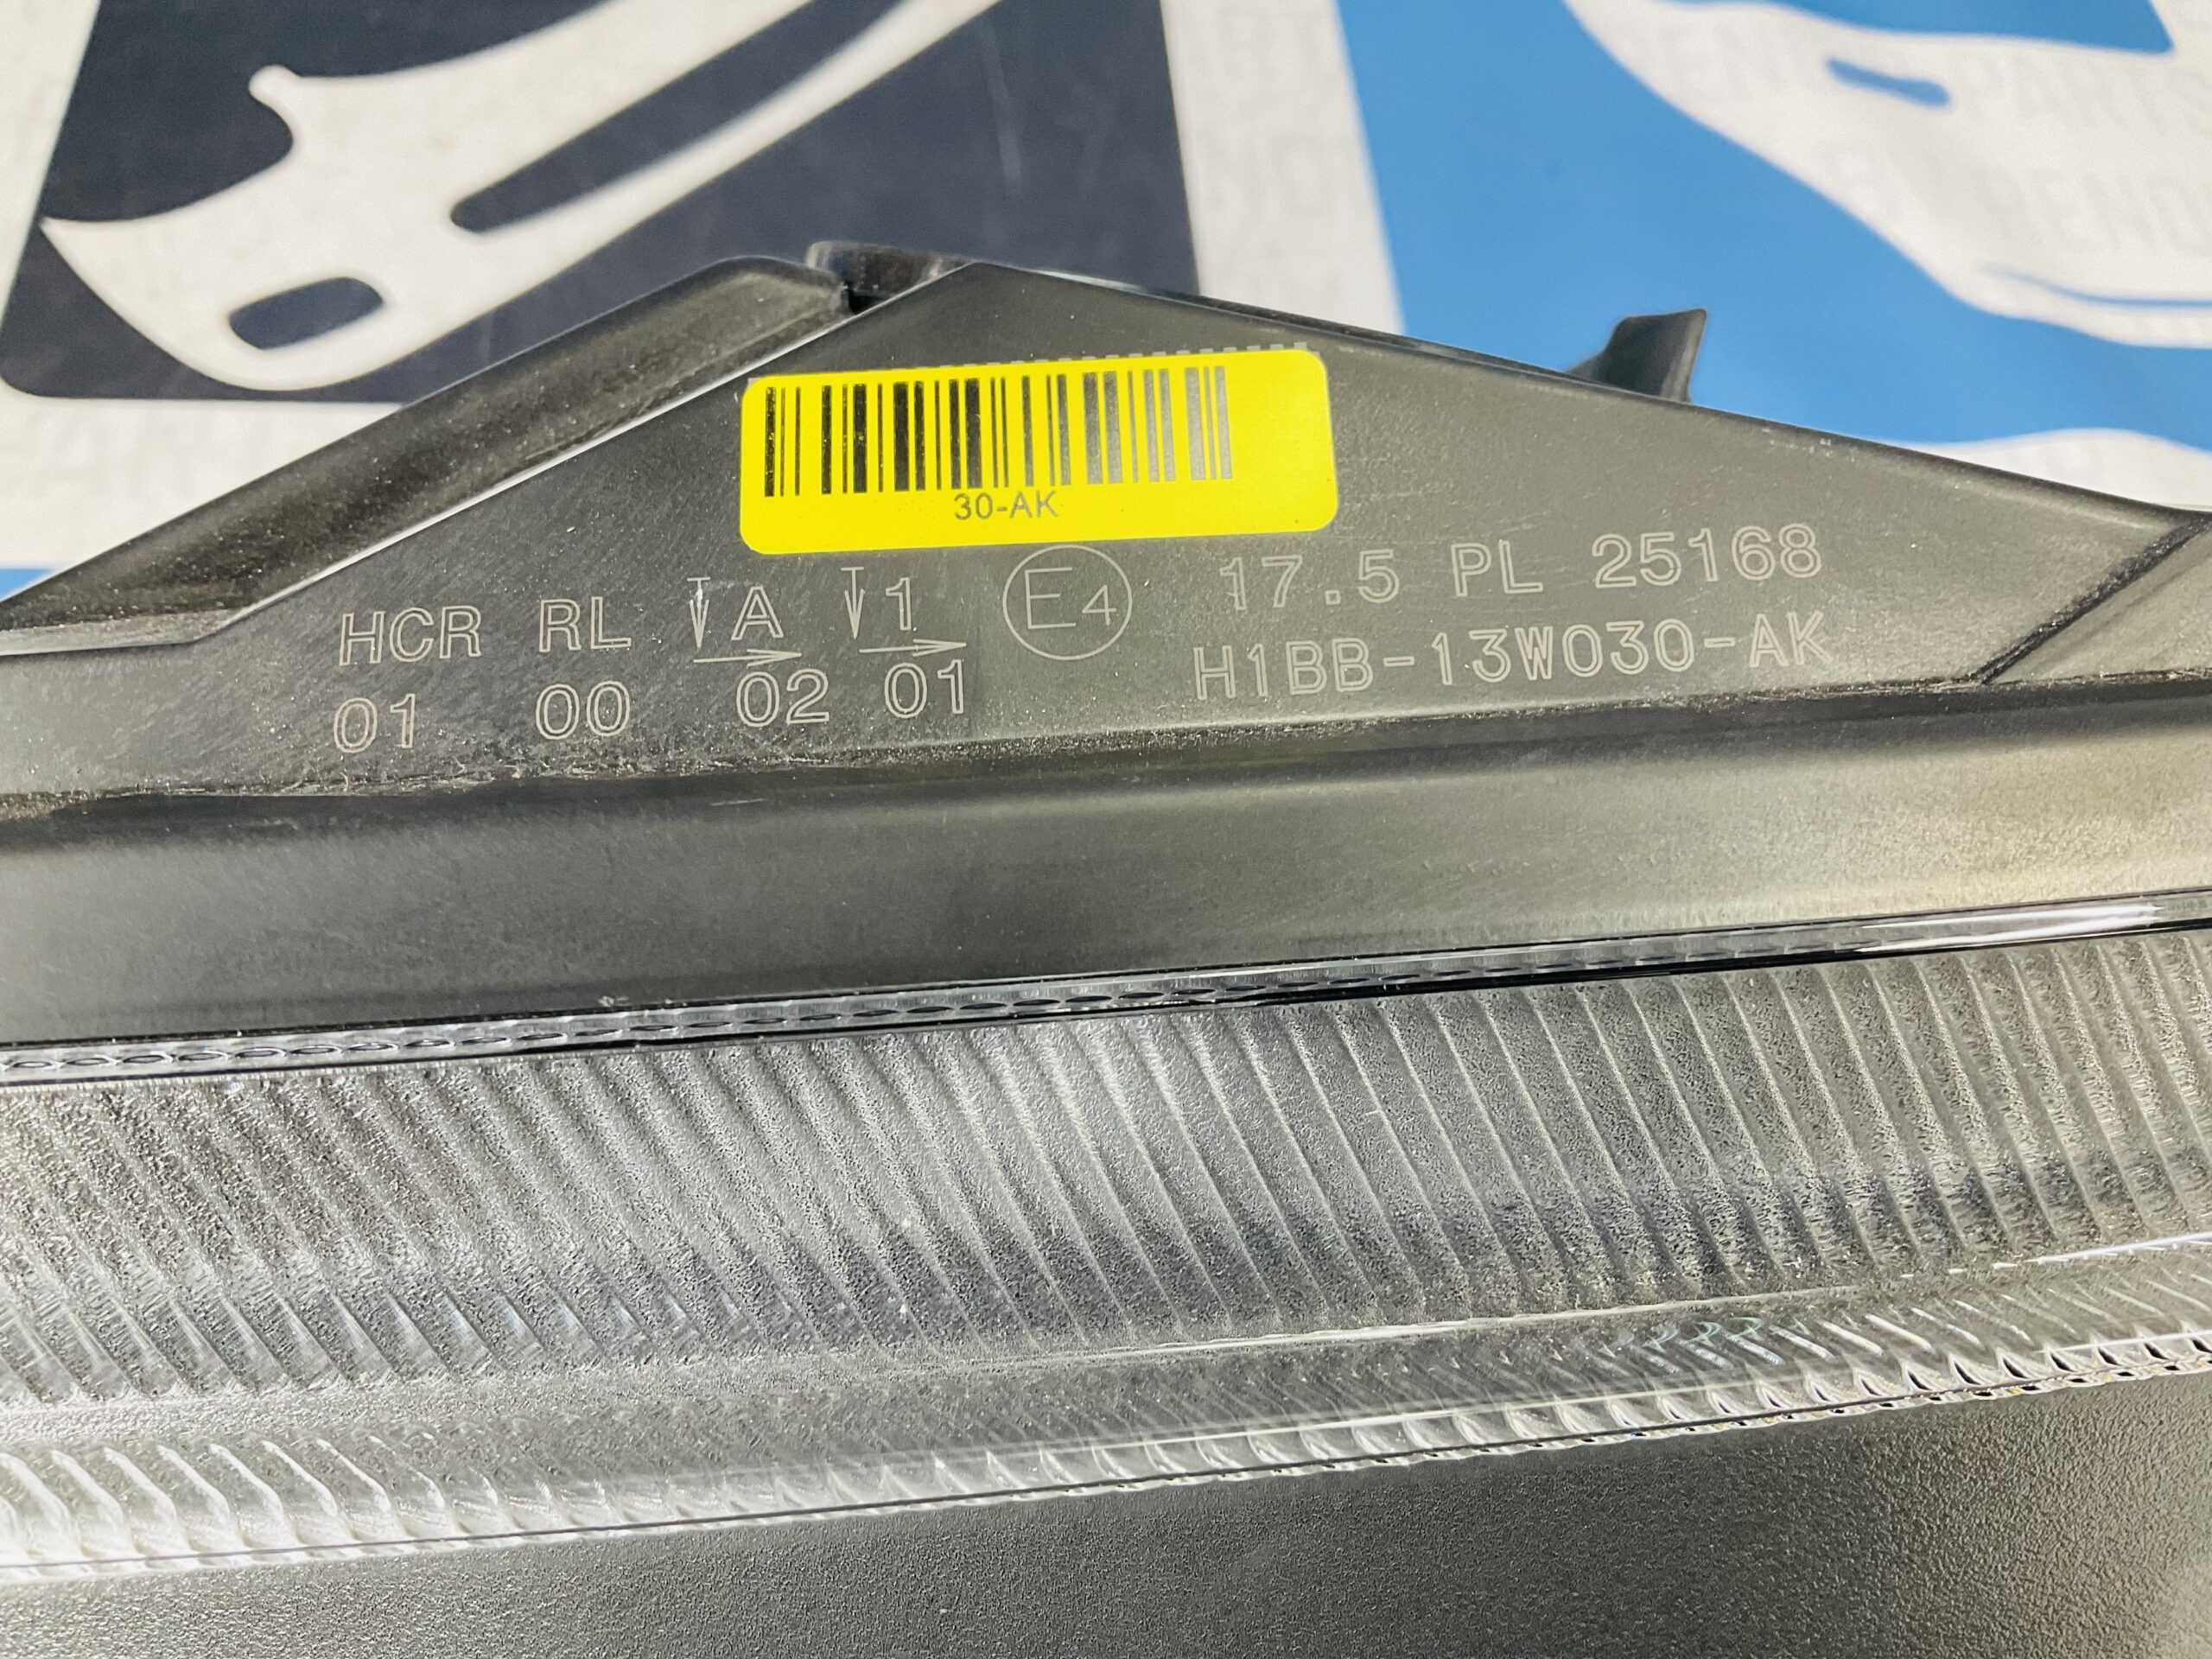 30-AK
HCR RL A 1 E4 17.5 PL 25168
01 00 02 01 H1BB-13W030-AK